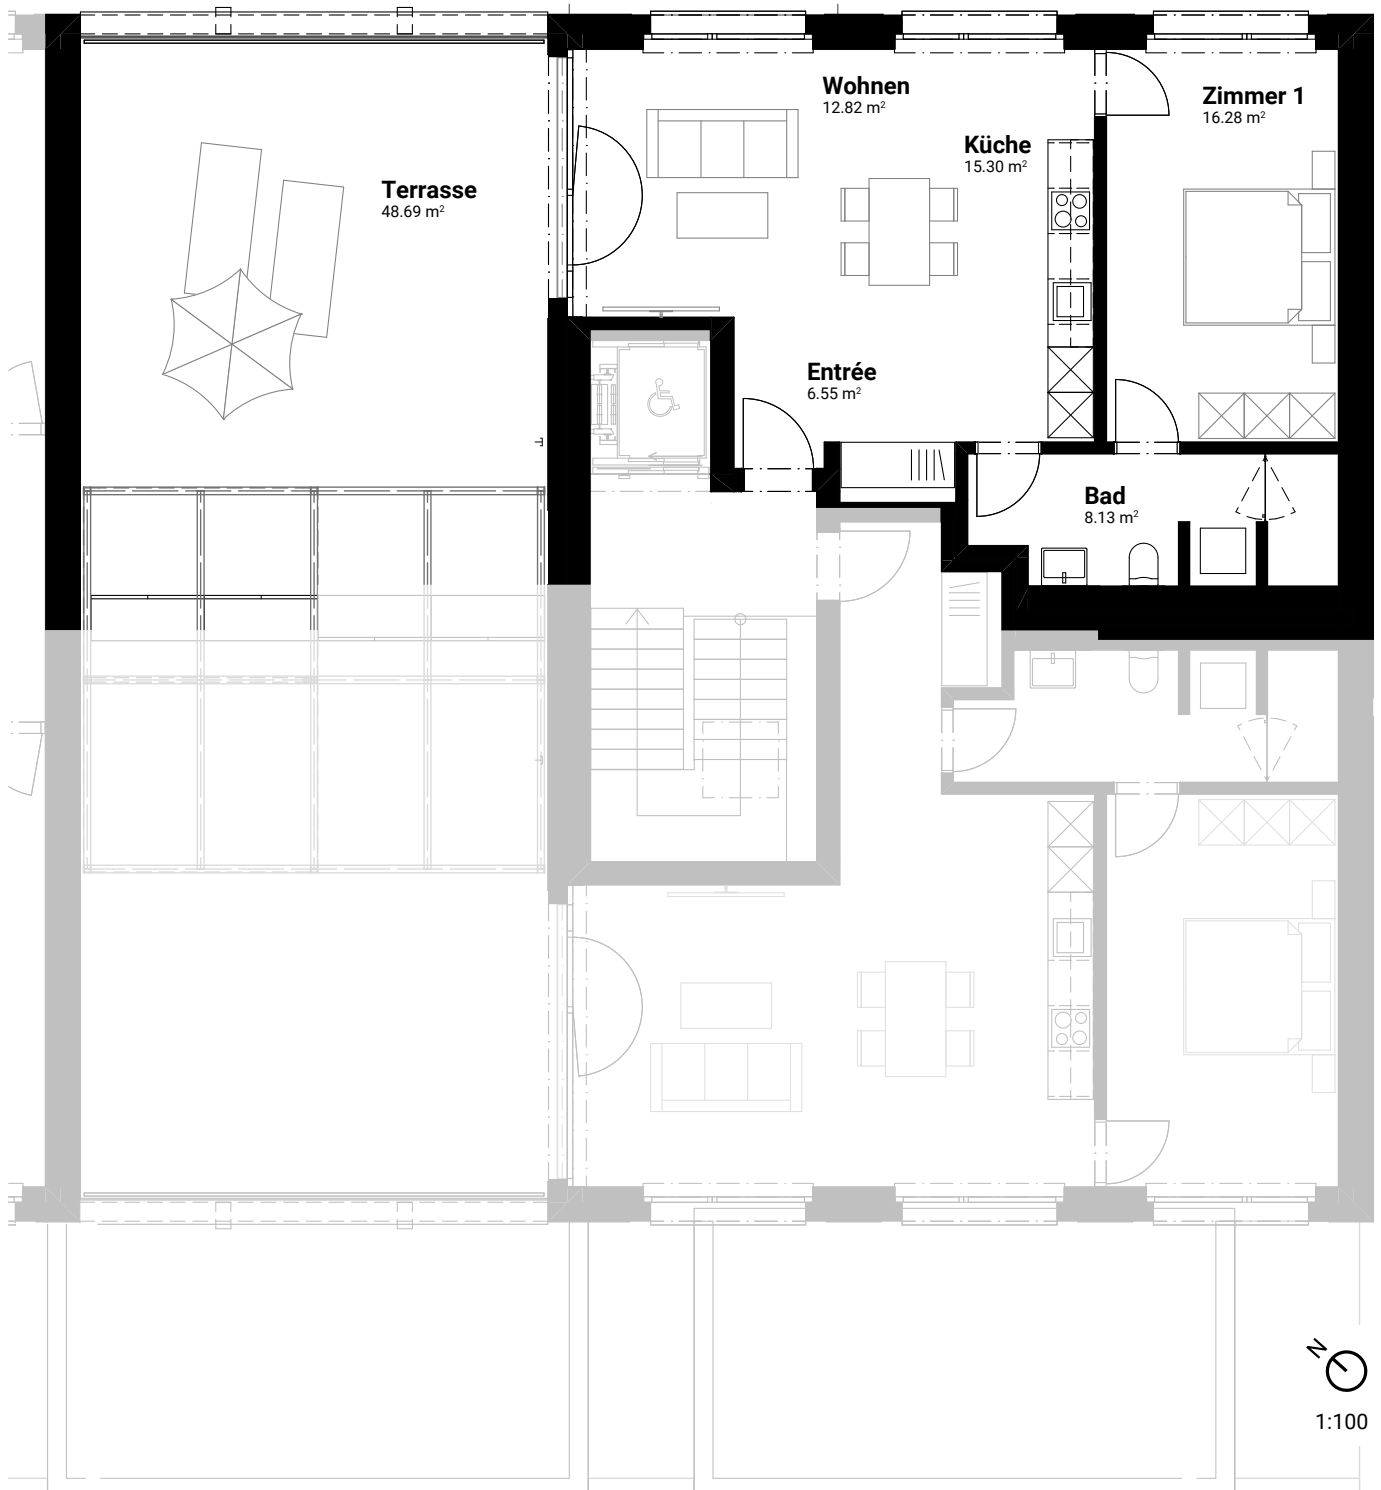 Wohnen
12.82 m²
Zimmer 1
16.28 m²
Küche
15.30 m²
Terrasse
48.69 m²
Entrée
6.55 m²
Bad
8.13 m²
N
1:100